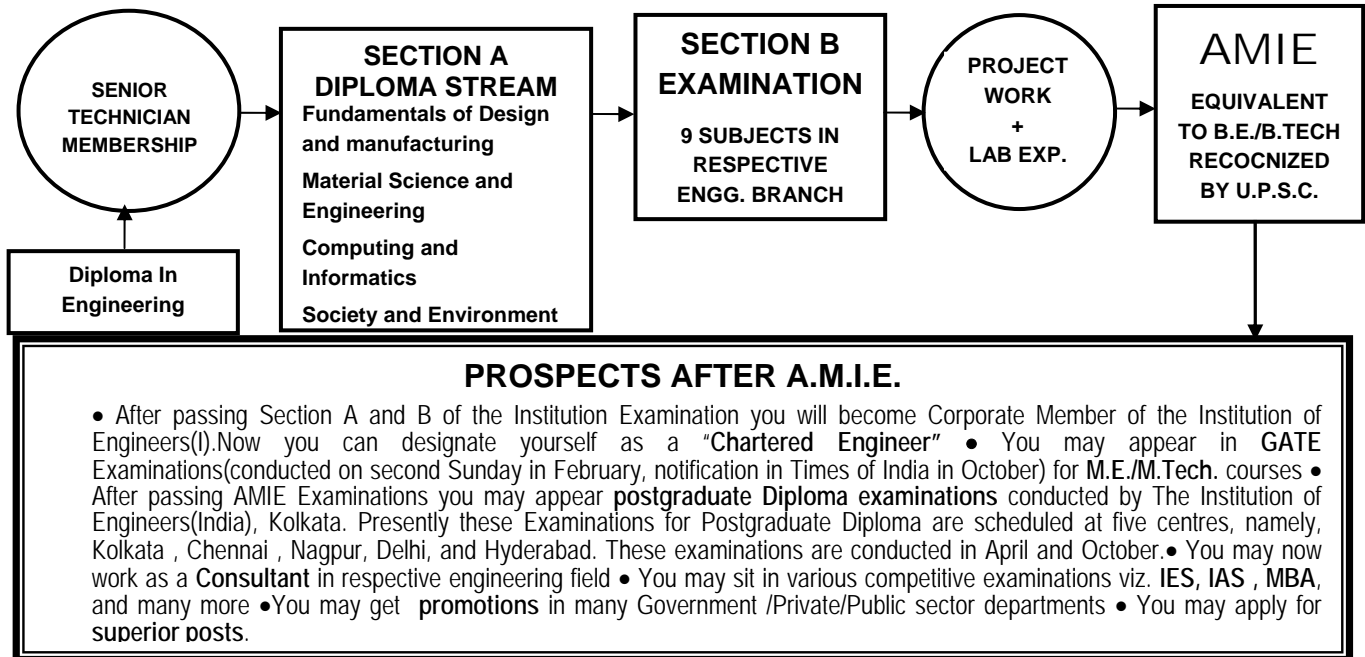 SENIOR
TECHNICIAN
MEMBERSHIP
Diploma In
Engineering
SECTION A
DIPLOMA STREAM
Fundamentals of Design
and manufacturing
Material Science and
Engineering
Computing and
Informatics
Society and Environment
SECTION B
EXAMINATION
9 SUBJECTS IN
RESPECTIVE
ENGG. BRANCH
PROJECT
WORK
+
LAB EXP.
AMIE
EQUIVALENT
TO B.E./B.TECH
RECOCNIZED
BY U.P.S.C.
PROSPECTS AFTER A.M.I.E.
• After passing Section A and B of the Institution Examination you will become Corporate Member of the Institution of
Engineers(I).Now you can designate yourself as a “Chartered Engineer” • You may appear in GATE
Examinations(conducted on second Sunday in February, notification in Times of India in October) for M.E./M.Tech. courses •
After passing AMIE Examinations you may appear postgraduate Diploma examinations conducted by The Institution of
Engineers(India), Kolkata. Presently these Examinations for Postgraduate Diploma are scheduled at five centres, namely,
Kolkata , Chennai , Nagpur, Delhi, and Hyderabad. These examinations are conducted in April and October.• You may now
work as a Consultant in respective engineering field • You may sit in various competitive examinations viz. IES, IAS , MBA,
and many more •You may get promotions in many Government /Private/Public sector departments • You may apply for
superior posts.